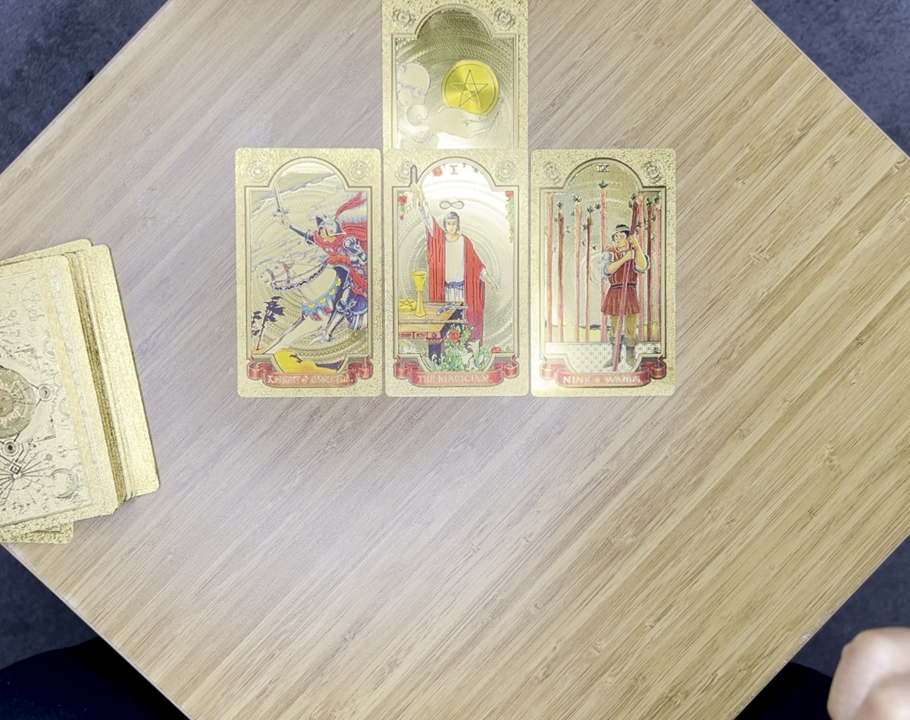 I
IX
KNIGHT OF SWORDS
THE MAGICIAN
NINE OF WANDS